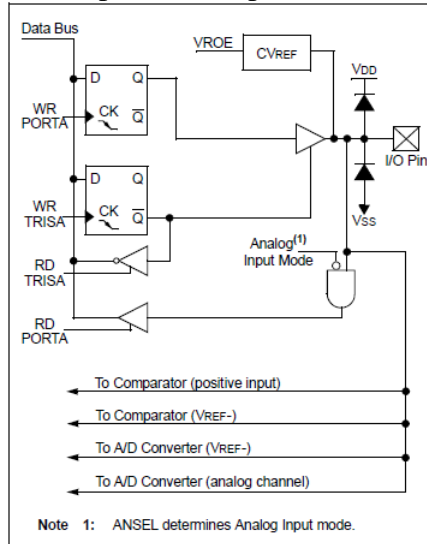 Data Bus
VROE
CVREF
VDD
D Q
WR
PORTA
CK Q
I/O Pin
D Q
WR
TRISA
CK Q
VSS
Analog(1)
Input Mode
RD
TRISA
RD
PORTA
To Comparator (positive input)
To Comparator (VREF-)
To A/D Converter (VREF-)
To A/D Converter (analog channel)
Note 1: ANSEL determines Analog Input mode.